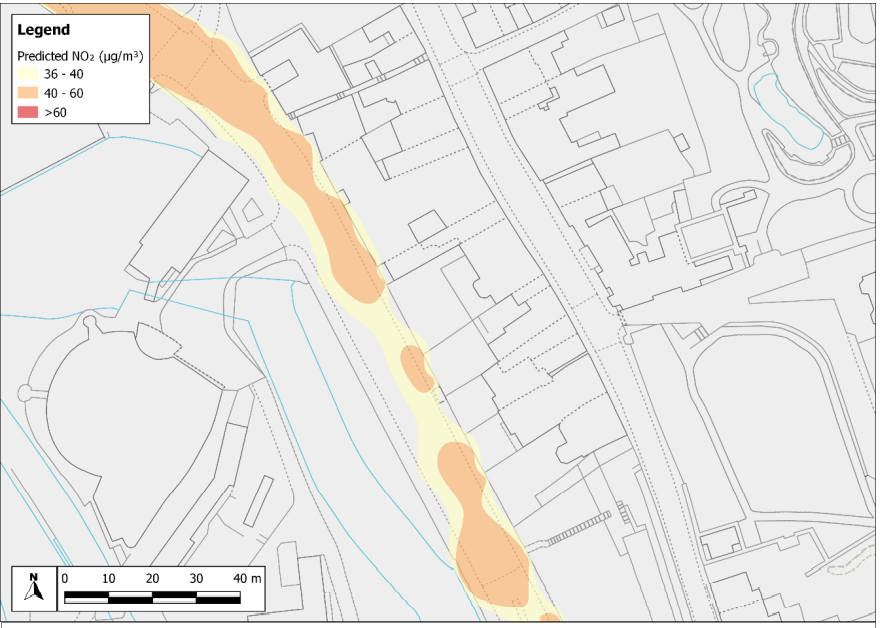 Legend
Predicted NO₂ (µg/m³)
36 - 40
40 - 60
>60
N
0 10 20 30 40 m